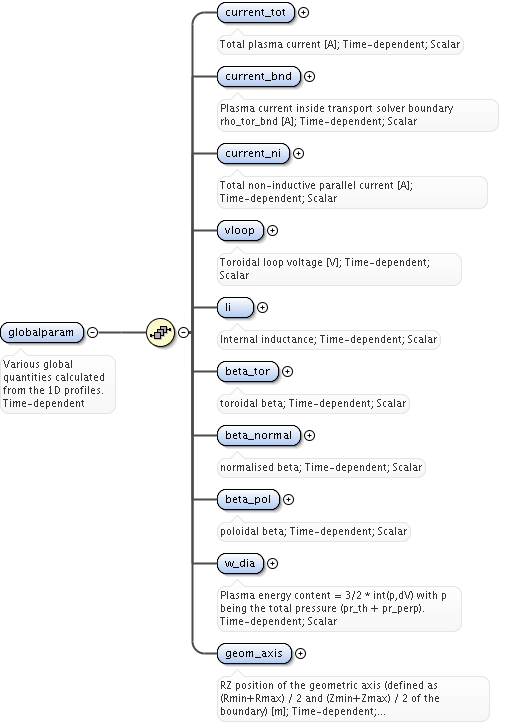 current_tot
Total plasma current [A]; Time-dependent; Scalar
current_bnd
Plasma current inside transport solver boundary
rho_tor_bnd [A]; Time-dependent; Scalar
current_ni
Total non-inductive parallel current [A];
Time-dependent; Scalar
vloop
Toroidal loop voltage [V]; Time-dependent;
Scalar
li
Internal inductance; Time-dependent; Scalar
globalparam
Various global
quantities calculated
from the 1D profiles.
Time-dependent
beta_tor
toroidal beta; Time-dependent; Scalar
beta_normal
normalised beta; Time-dependent; Scalar
beta_pol
poloidal beta; Time-dependent; Scalar
w_dia
Plasma energy content = 3/2 * int(p,dV) with p
being the total pressure (pr_th + pr_perp).
Time-dependent; Scalar
geom_axis
RZ position of the geometric axis (defined as
(Rmin+Rmax) / 2 and (Zmin+Zmax) / 2 of the
boundary) [m]; Time-dependent;...